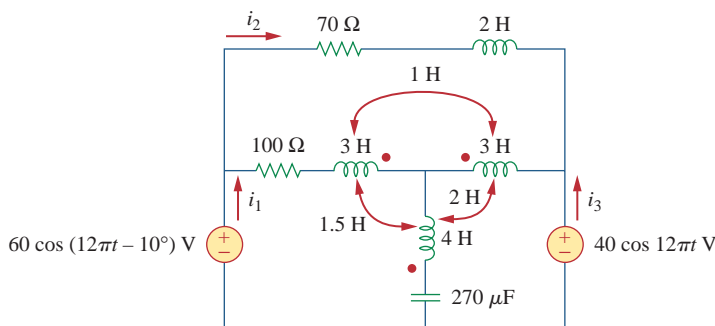 i₂
70 Ω
2 H
1 H
100 Ω
3 H
3 H
i₁
1.5 H
2 H
4 H
i₃
60 cos (12πt – 10°) V
+
–
+
–
40 cos 12πt V
270 μF